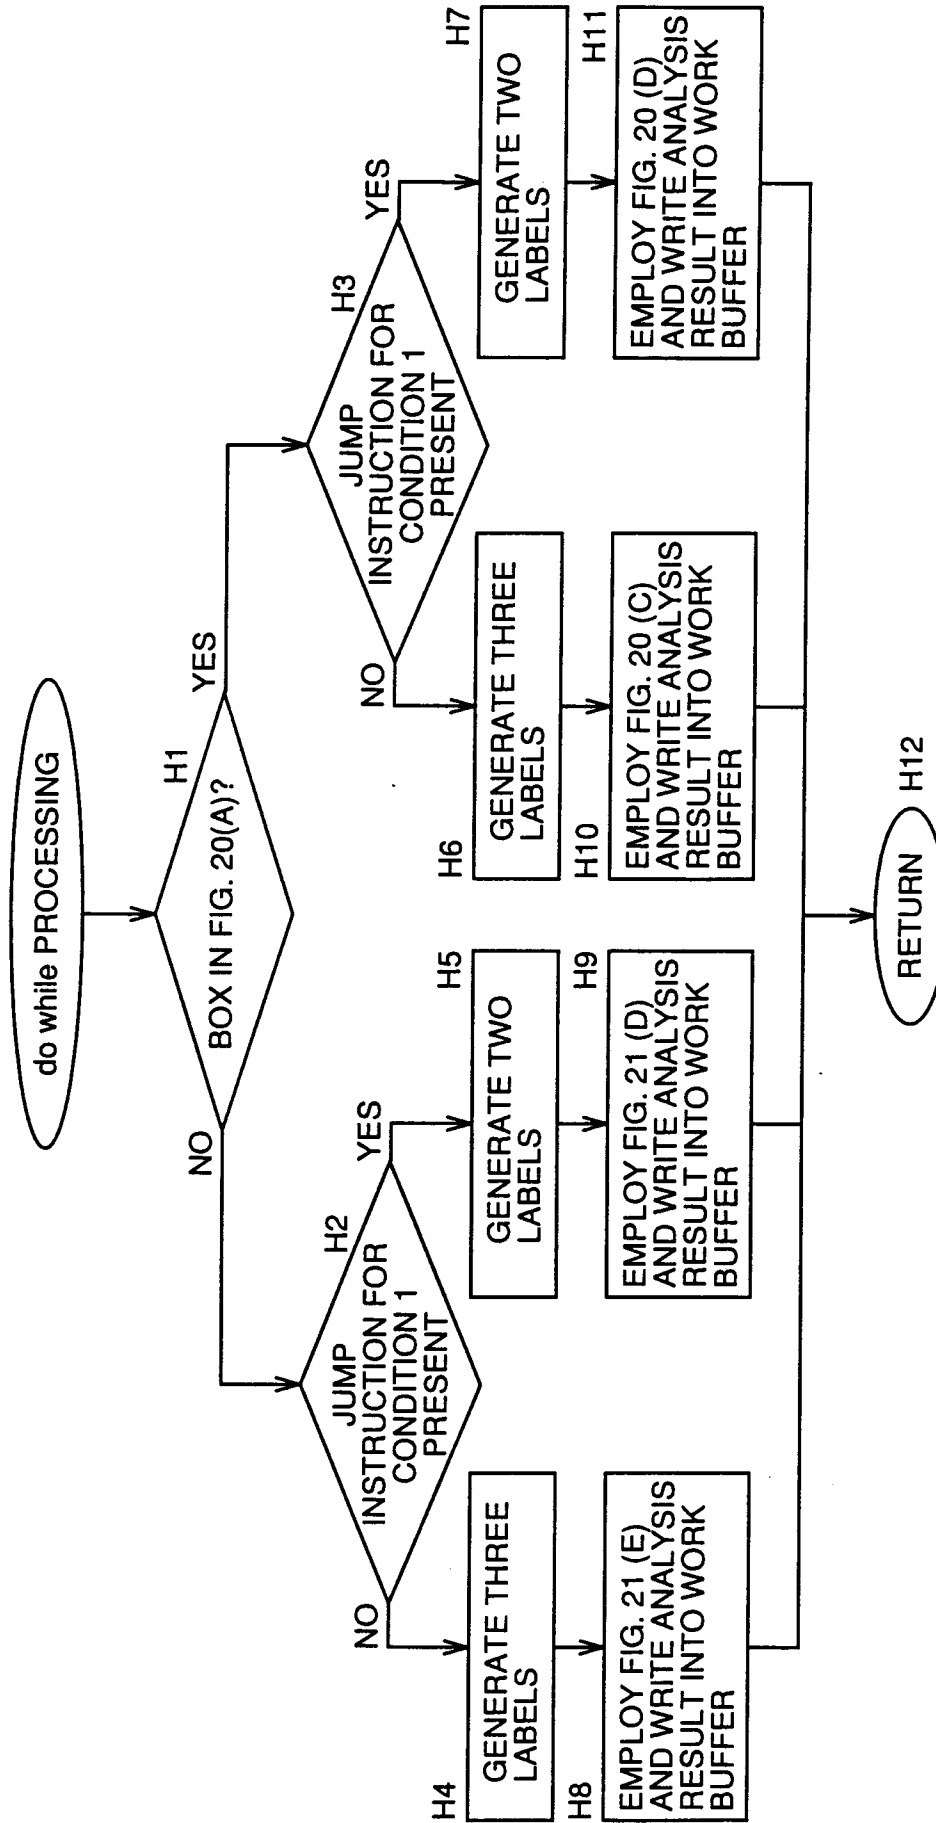 do while PROCESSING
H1
BOX IN FIG. 20(A)?
NO
YES
H2
JUMP
INSTRUCTION FOR
CONDITION 1
PRESENT
NO
YES
H3
JUMP
INSTRUCTION FOR
CONDITION 1
PRESENT
NO
YES
H4
GENERATE THREE
LABELS
H5
GENERATE TWO
LABELS
H6
GENERATE THREE
LABELS
H7
GENERATE TWO
LABELS
H8
EMPLOY FIG. 21 (E)
AND WRITE ANALYSIS
RESULT INTO WORK
BUFFER
H9
EMPLOY FIG. 21 (D)
AND WRITE ANALYSIS
RESULT INTO WORK
BUFFER
H10
EMPLOY FIG. 20 (C)
AND WRITE ANALYSIS
RESULT INTO WORK
BUFFER
H11
EMPLOY FIG. 20 (D)
AND WRITE ANALYSIS
RESULT INTO WORK
BUFFER
RETURN
H12